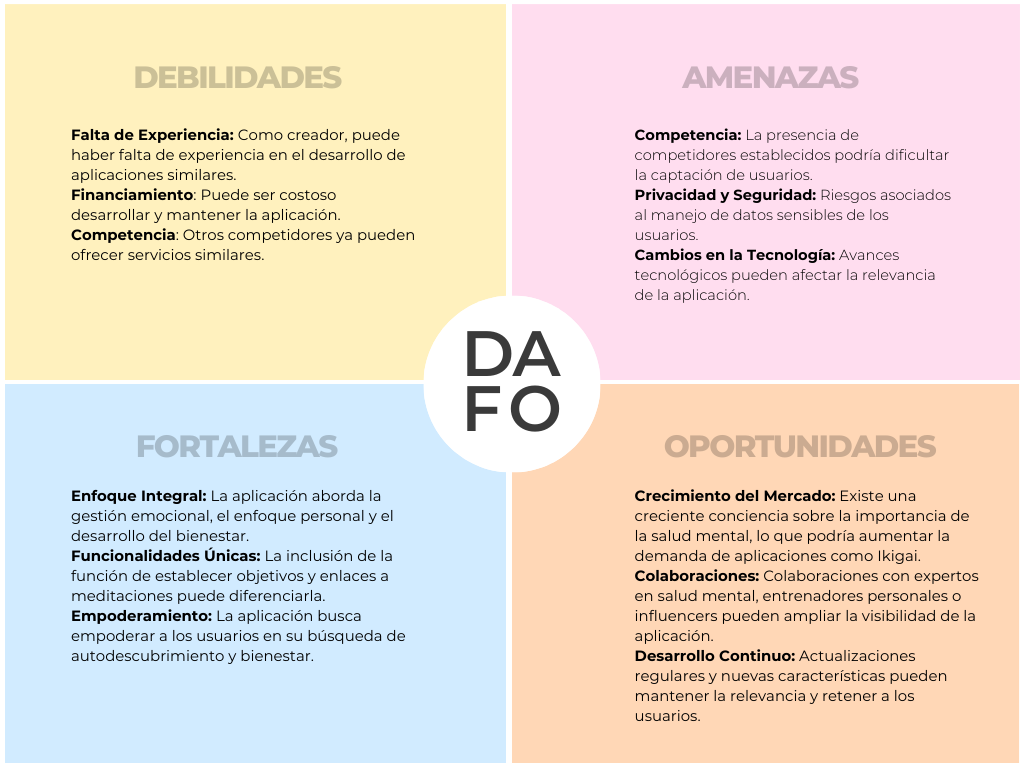 DEBILIDADES
Falta de Experiencia: Como creador, puede
haber falta de experiencia en el desarrollo de
aplicaciones similares.
Financiamiento: Puede ser costoso
desarrollar y mantener la aplicación.
Competencia: Otros competidores ya pueden
ofrecer servicios similares.
AMENAZAS
Competencia: La presencia de
competidores establecidos podría dificultar
la captación de usuarios.
Privacidad y Seguridad: Riesgos asociados
al manejo de datos sensibles de los
usuarios.
Cambios en la Tecnología: Avances
tecnológicos pueden afectar la relevancia
de la aplicación.
DA
FO
FORTALEZAS
Enfoque Integral: La aplicación aborda la
gestión emocional, el enfoque personal y el
desarrollo del bienestar.
Funcionalidades Únicas: La inclusión de la
función de establecer objetivos y enlaces a
meditaciones puede diferenciarla.
Empoderamiento: La aplicación busca
empoderar a los usuarios en su búsqueda de
autodescubrimiento y bienestar.
OPORTUNIDADES
Crecimiento del Mercado: Existe una
creciente conciencia sobre la importancia de
la salud mental, lo que podría aumentar la
demanda de aplicaciones como Ikigai.
Colaboraciones: Colaboraciones con expertos
en salud mental, entrenadores personales o
influencers pueden ampliar la visibilidad de la
aplicación.
Desarrollo Continuo: Actualizaciones
regulares y nuevas características pueden
mantener la relevancia y retener a los
usuarios.